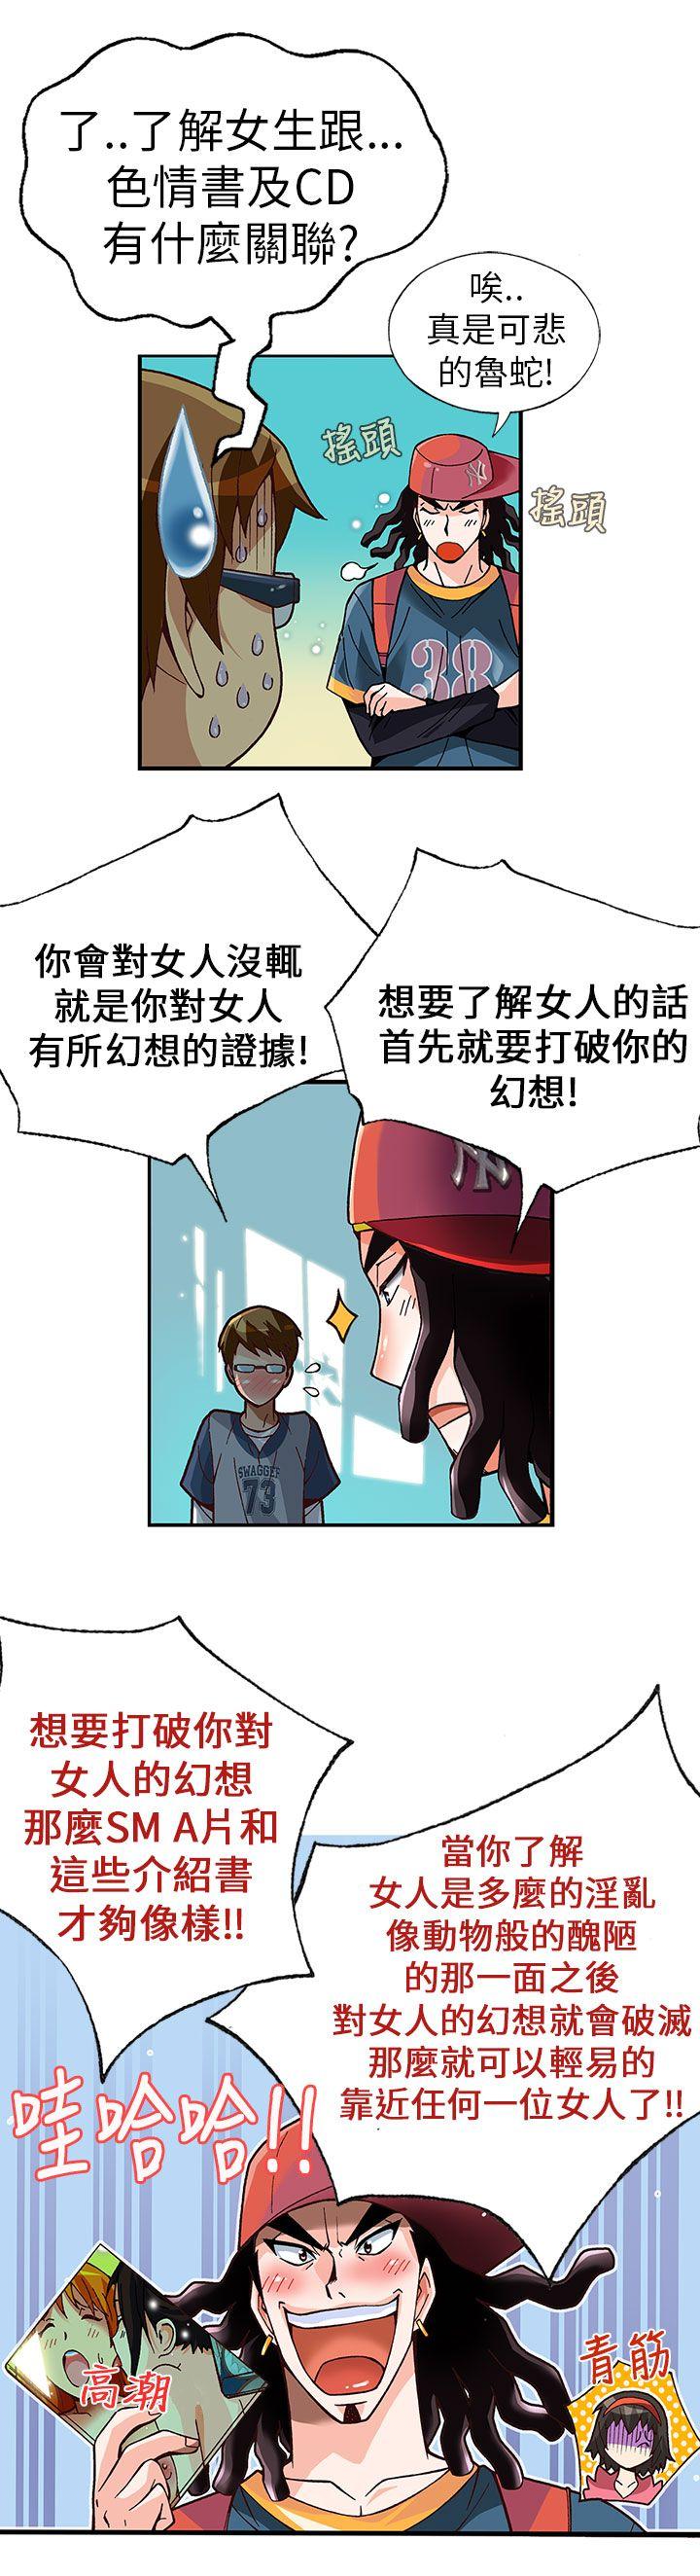 了..了解女生跟...
色情書及CD
有什麼關聯?
唉..
真是可悲
的魯蛇!
搖頭
搖頭
38
你會對女人沒輒
就是你對女人
有所幻想的證據!
想要了解女人的話
首先就要打破你的
幻想!
SWAGGER
73
想要打破你對
女人的幻想
那麼SM A片和
這些介紹書
才夠像樣!!
當你了解
女人是多麼的淫亂
像動物般的醜陋
的那一面之後
對女人的幻想就會破滅
那麼就可以輕易的
靠近任何一位女人了!!
哇哈哈!!
高潮
青筋